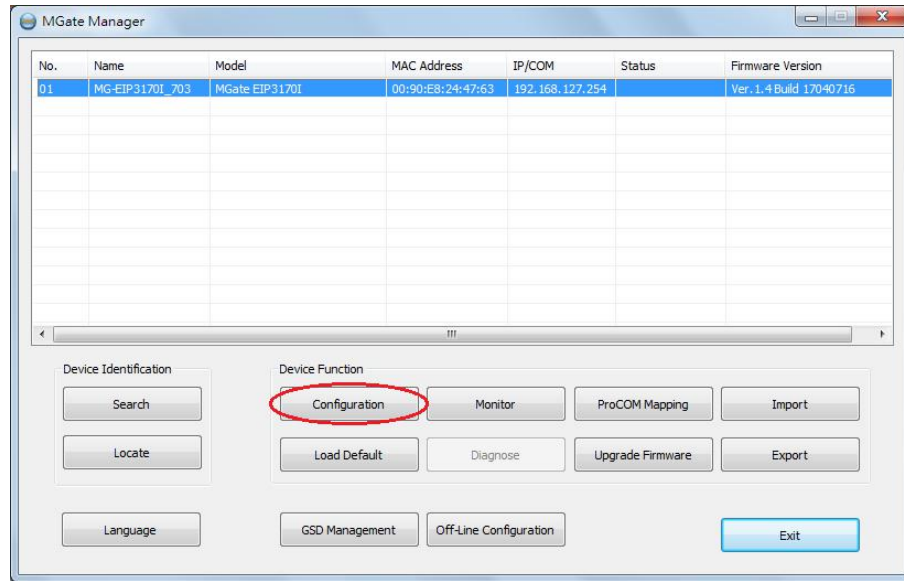 MGate Manager
No. Name Model MAC Address IP/COM Status Firmware Version
01 MG-EIP3170I_703 MGate EIP3170I 00:90:E8:24:47:63 192.168.127.254 Ver.1.4 Build 17040716
Device Identification Device Function
Search Configuration Monitor ProCOM Mapping Import
Locate Load Default Diagnose Upgrade Firmware Export
Language GSD Management Off-Line Configuration Exit